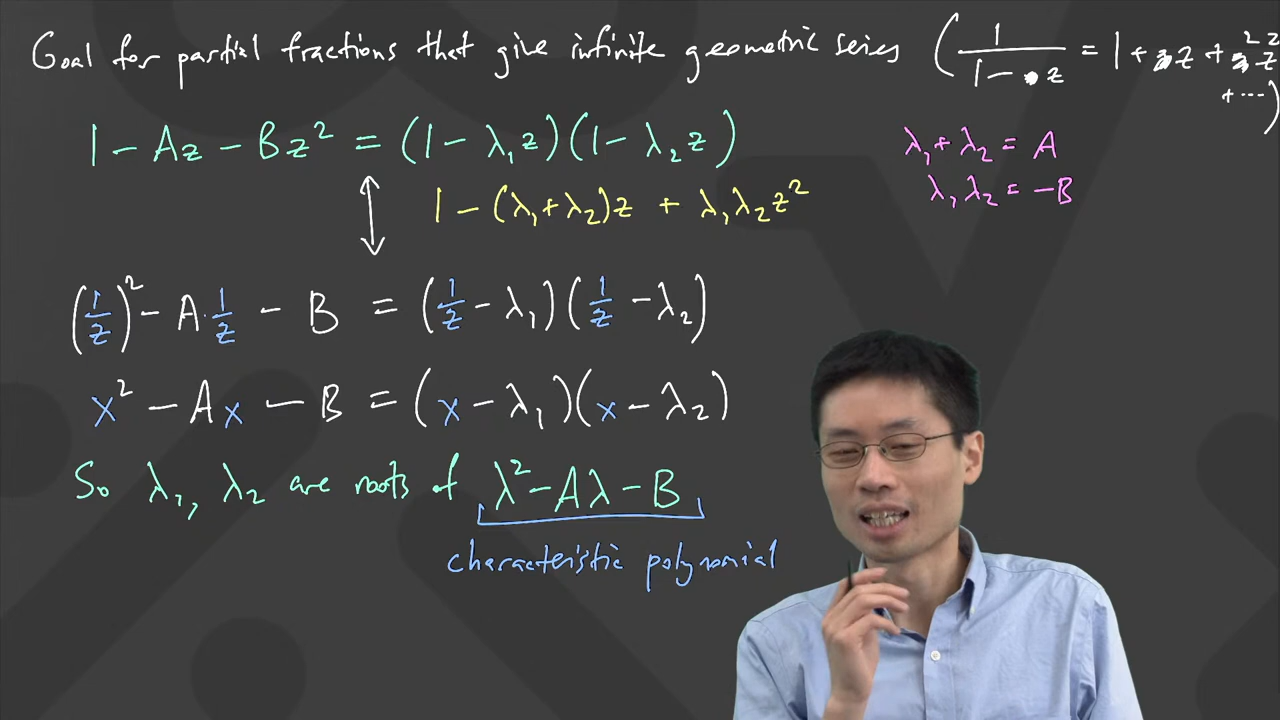 Goal for partial fractions that give infinite geometric series ( 1/(1 - z) = 1 + z + ² z² + ... )
1 - Az - Bz² = (1 - λ₁z)(1 - λ₂z)
λ₁ + λ₂ = A
1 - (λ₁+λ₂)z + λ₁λ₂z²
λ₁λ₂ = -B
(1/z)² - A·1/z - B = (1/z - λ₁)(1/z - λ₂)
x² - Ax - B = (x - λ₁)(x - λ₂)
So λ₁, λ₂ are roots of λ² - Aλ - B
characteristic polynomial